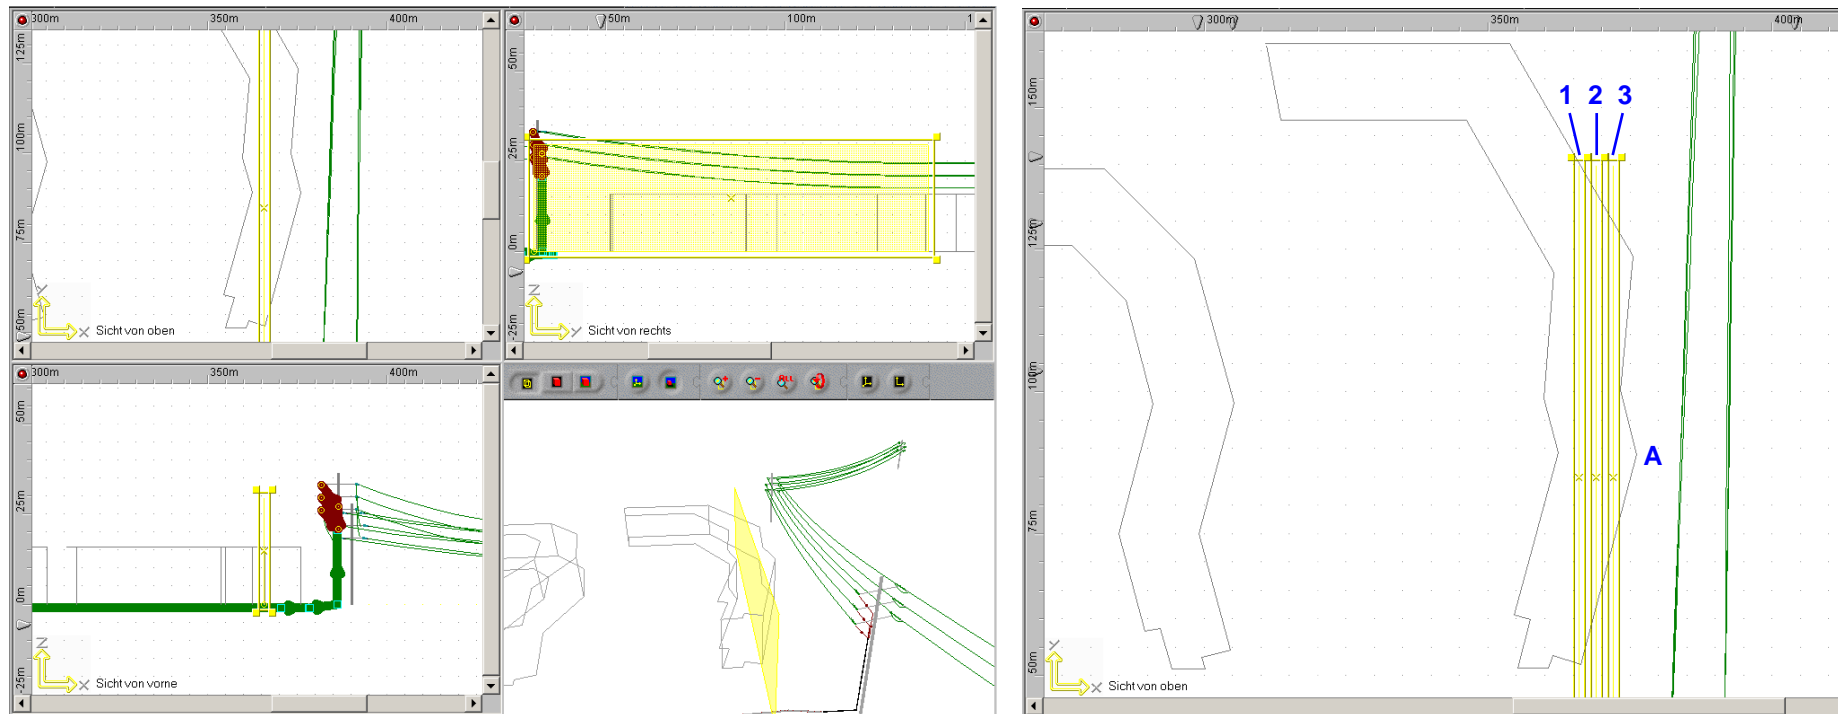 300m 350m 400m
125m
100m
75m
50m
Y
X Sicht von oben
50m 100m 1
50m
25m
0m
-25m
Z
Y Sicht von rechts
300m 350m 400m
50m
25m
0m
-25m
Z
X Sicht von vorne
ALL
300m 350m 400m
150m
125m
100m
75m
50m
1 2 3
A
Y
X Sicht von oben